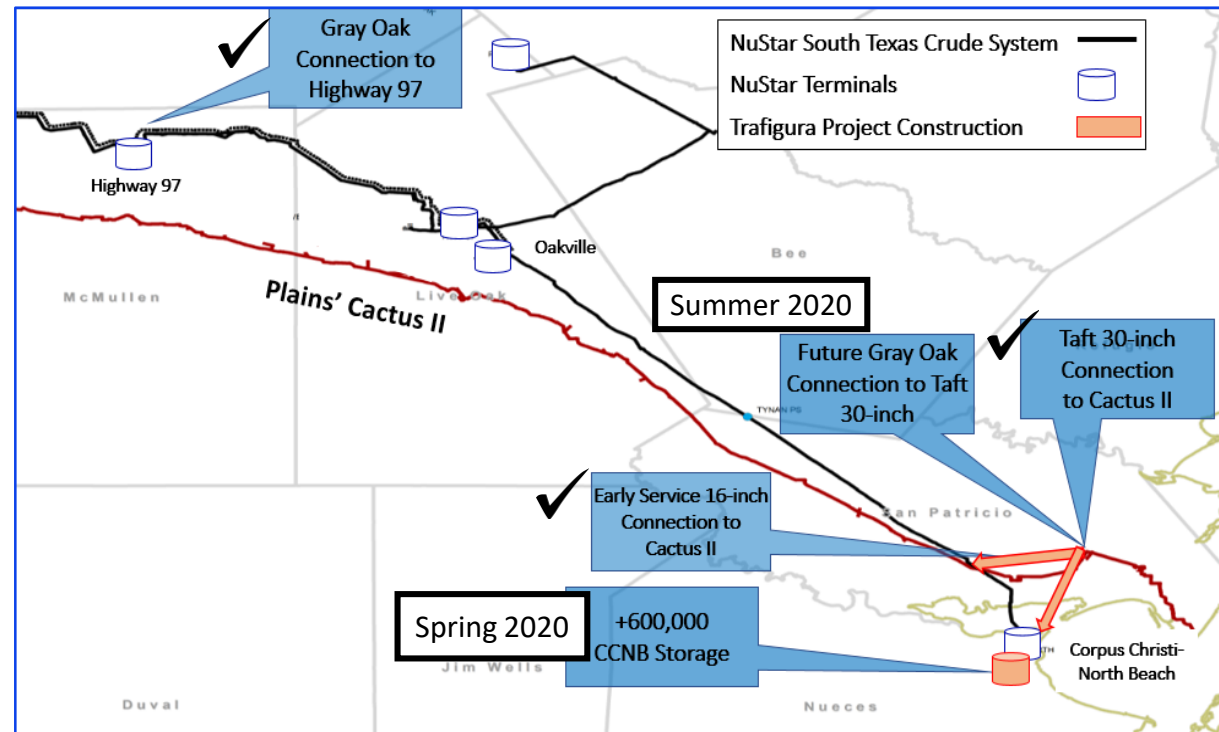 Gray Oak
Connection to
Highway 97
NuStar South Texas Crude System
NuStar Terminals
Trafigura Project Construction
Highway 97
Oakville
Bee
McMullen
Live Oak
Plains' Cactus II
Summer 2020
Future Gray Oak
Connection to Taft
30-inch
Taft 30-inch
Connection
to Cactus II
TYNAN PS
Early Service 16-inch
Connection to
Cactus II
San Patricio
Spring 2020
+600,000
CCNB Storage
Jim Wells
TH
Corpus Christi-
North Beach
Duval
Nueces